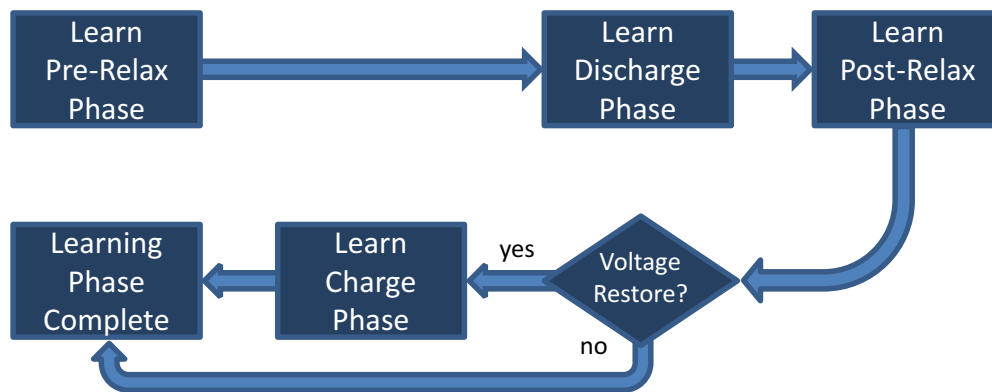 Learn
Pre-Relax
Phase
Learn
Discharge
Phase
Learn
Post-Relax
Phase
Voltage
Restore?
yes
no
Learn
Charge
Phase
Learning
Phase
Complete